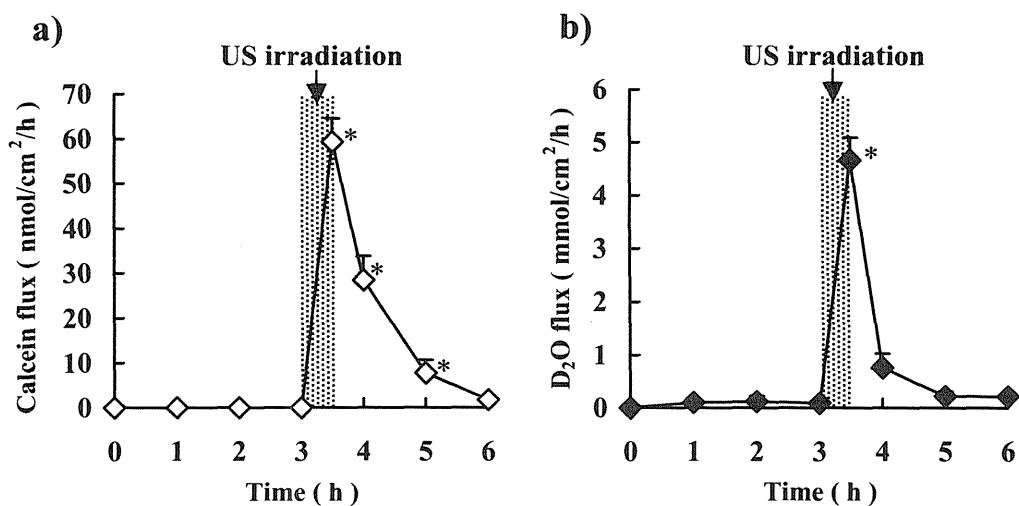 a)
US irradiation
70
60
50
40
30
20
10
0
Calcein flux ( nmol/cm²/h )
*
*
*
0 1 2 3 4 5 6
Time ( h )
b)
US irradiation
6
5
4
3
2
1
0
D₂O flux ( mmol/cm²/h )
*
0 1 2 3 4 5 6
Time ( h )